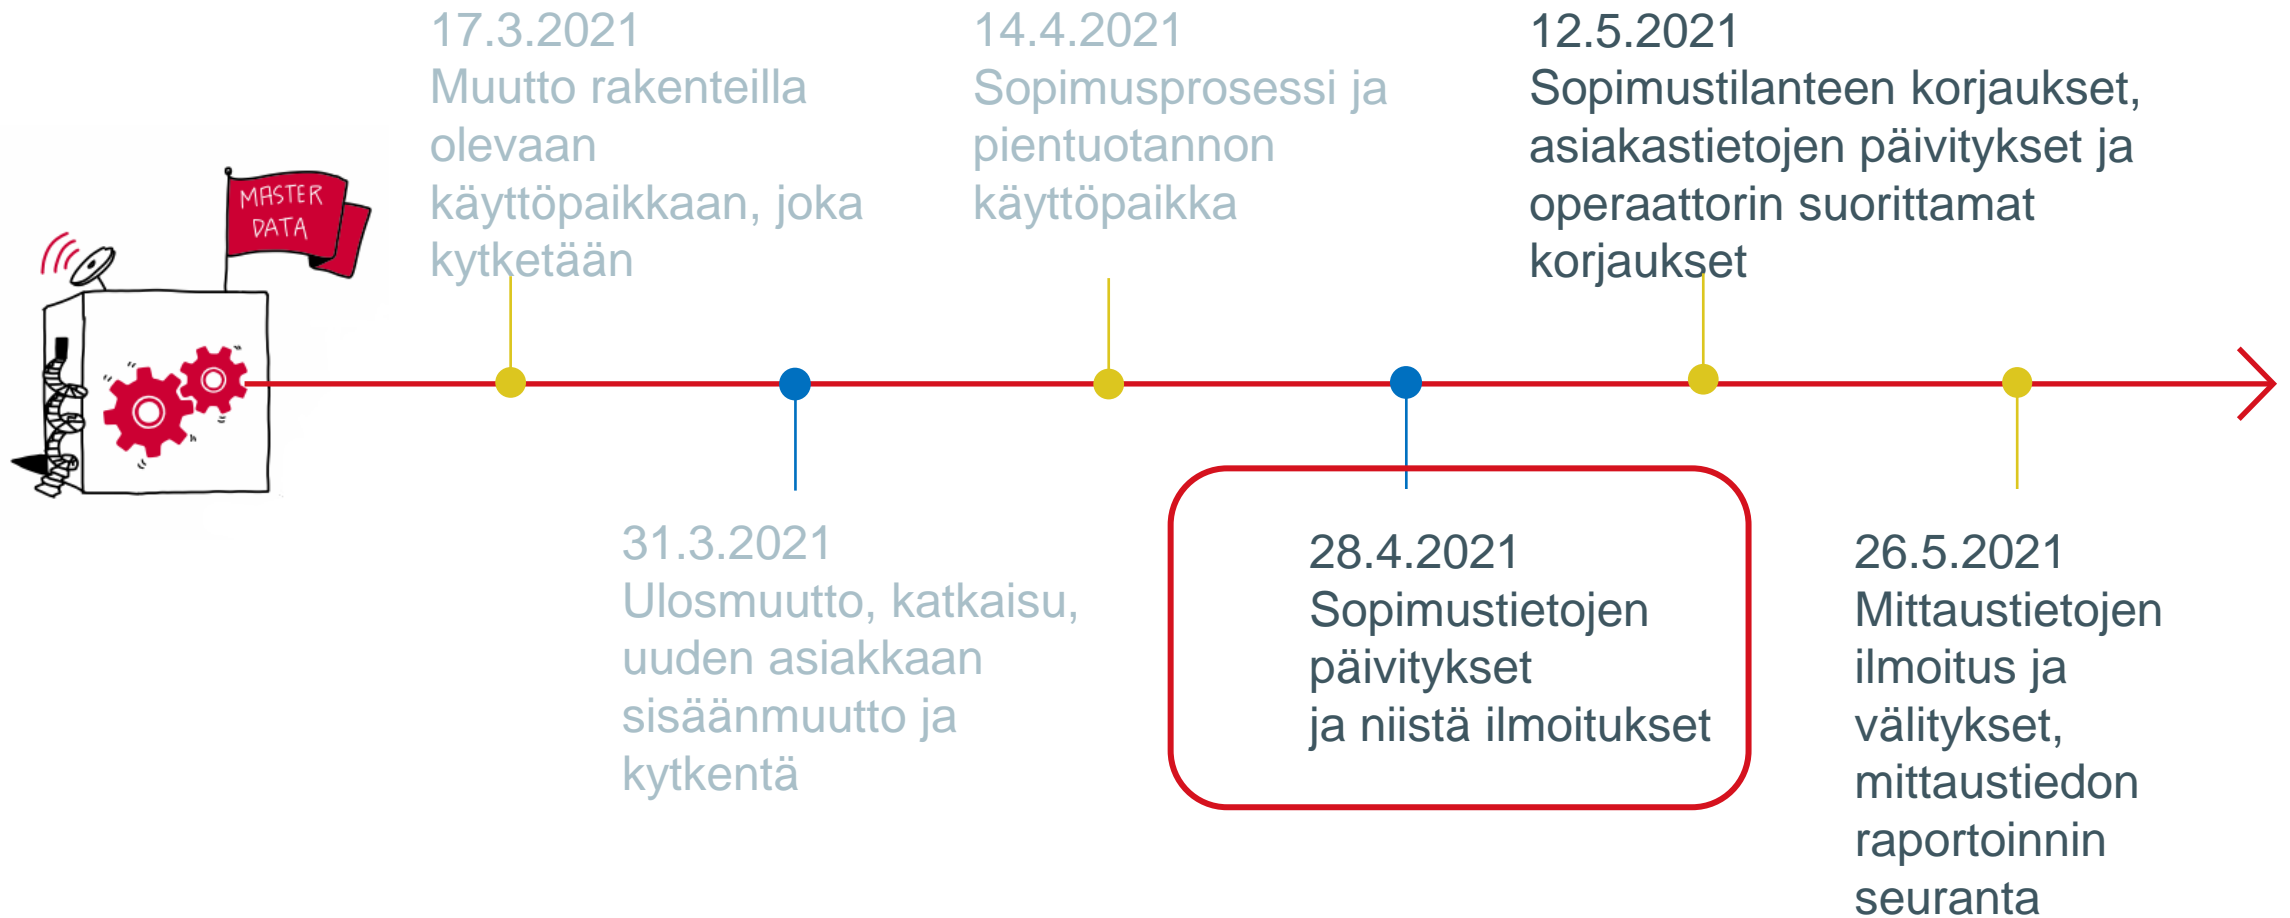 MASTER
DATA
17.3.2021
Muutto rakenteilla
olevaan
käyttöpaikkaan, joka
kytketään
31.3.2021
Ulosmuutto, katkaisu,
uuden asiakkaan
sisäänmuutto ja
kytkentä
14.4.2021
Sopimusprosessi ja
pientuotannon
käyttöpaikka
28.4.2021
Sopimustietojen
päivitykset
ja niistä ilmoitukset
12.5.2021
Sopimustilanteen korjaukset,
asiakastietojen päivitykset ja
operaattorin suorittamat
korjaukset
26.5.2021
Mittaustietojen
ilmoitus ja
välitykset,
mittaustiedon
raportoinnin
seuranta